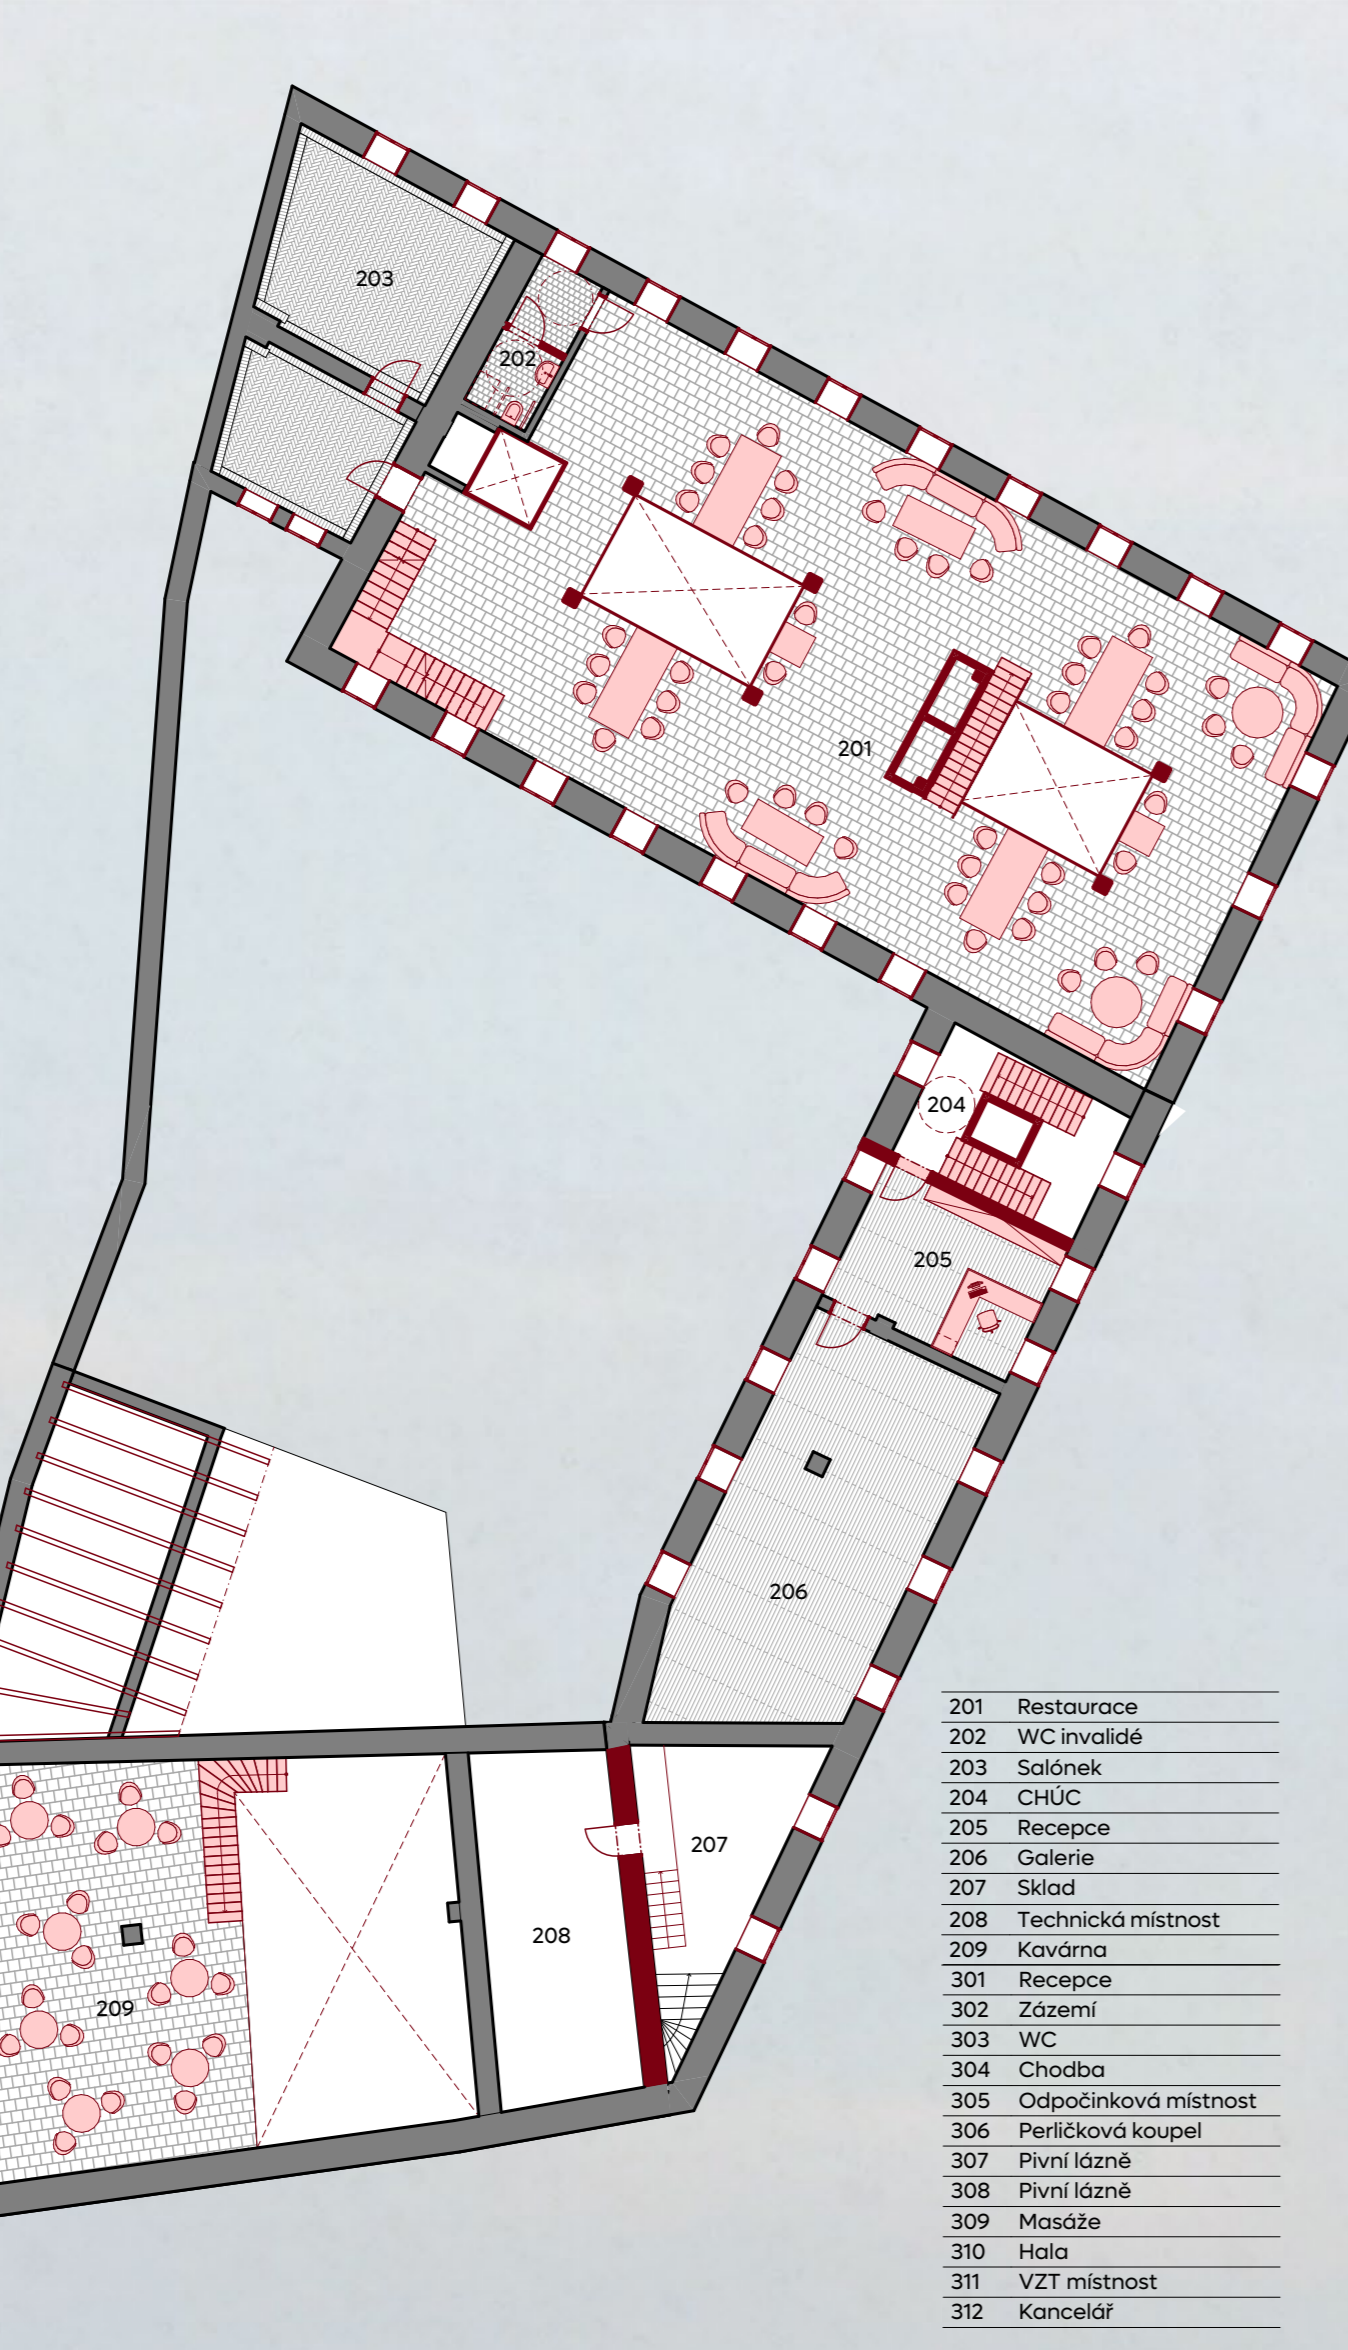 203
202
201
204
205
206
207
208
209
201 Restaurace
202 WC invalidé
203 Salónek
204 CHÚC
205 Recepce
206 Galerie
207 Sklad
208 Technická místnost
209 Kavárna
301 Recepce
302 Zázemí
303 WC
304 Chodba
305 Odpočinková místnost
306 Perličková koupel
307 Pivní lázně
308 Pivní lázně
309 Masáže
310 Hala
311 VZT místnost
312 Kancelář